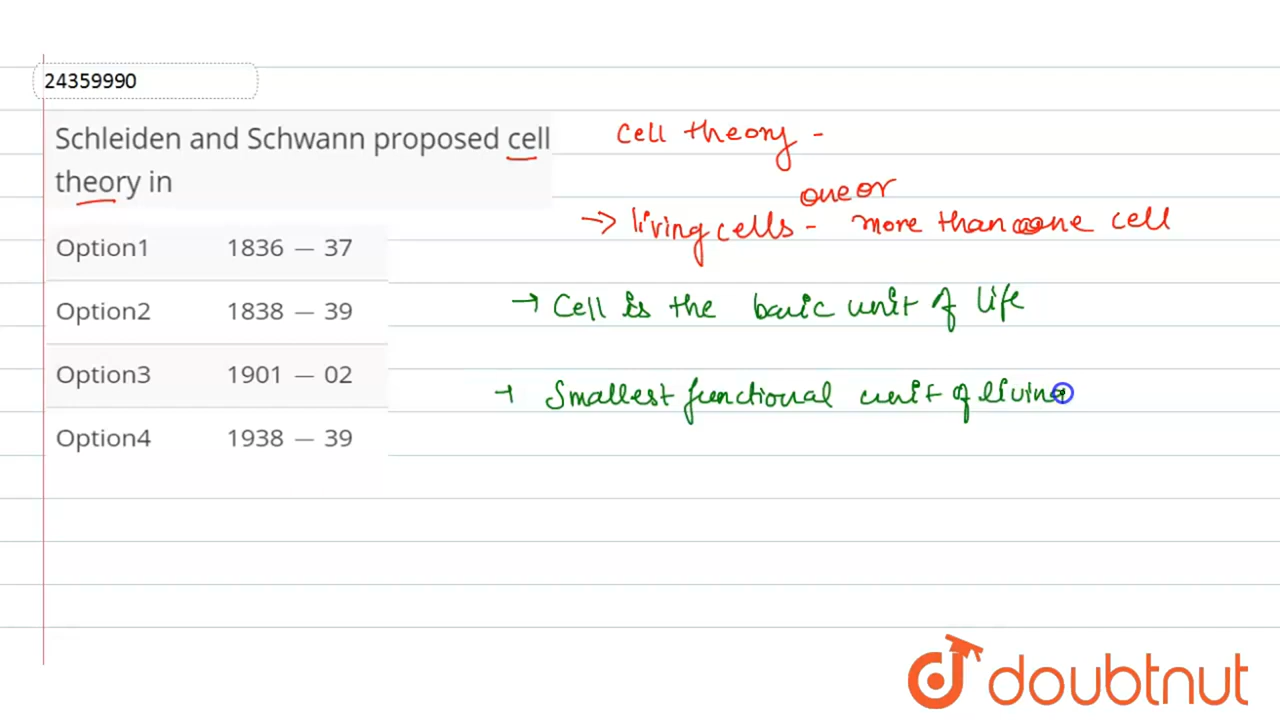 24359990
Schleiden and Schwann proposed cell
theory in
Option1 1836 — 37
Option2 1838 — 39
Option3 1901 — 02
Option4 1938 — 39
Cell theory -
one or
→ living cells - more than one cell
→ Cell is the basic unit of life
→ Smallest functional unit of living
doubtnut